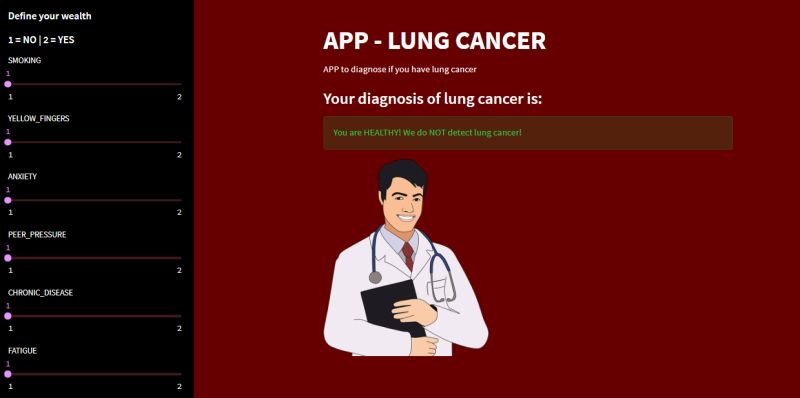 Define your wealth
1 = NO | 2 = YES
SMOKING
1
1 2
YELLOW_FINGERS
1
1 2
ANXIETY
1
1 2
PEER_PRESSURE
1
1 2
CHRONIC_DISEASE
1
1 2
FATIGUE
1
1 2
APP - LUNG CANCER
APP to diagnose if you have lung cancer
Your diagnosis of lung cancer is:
You are HEALTHY! We do NOT detect lung cancer!